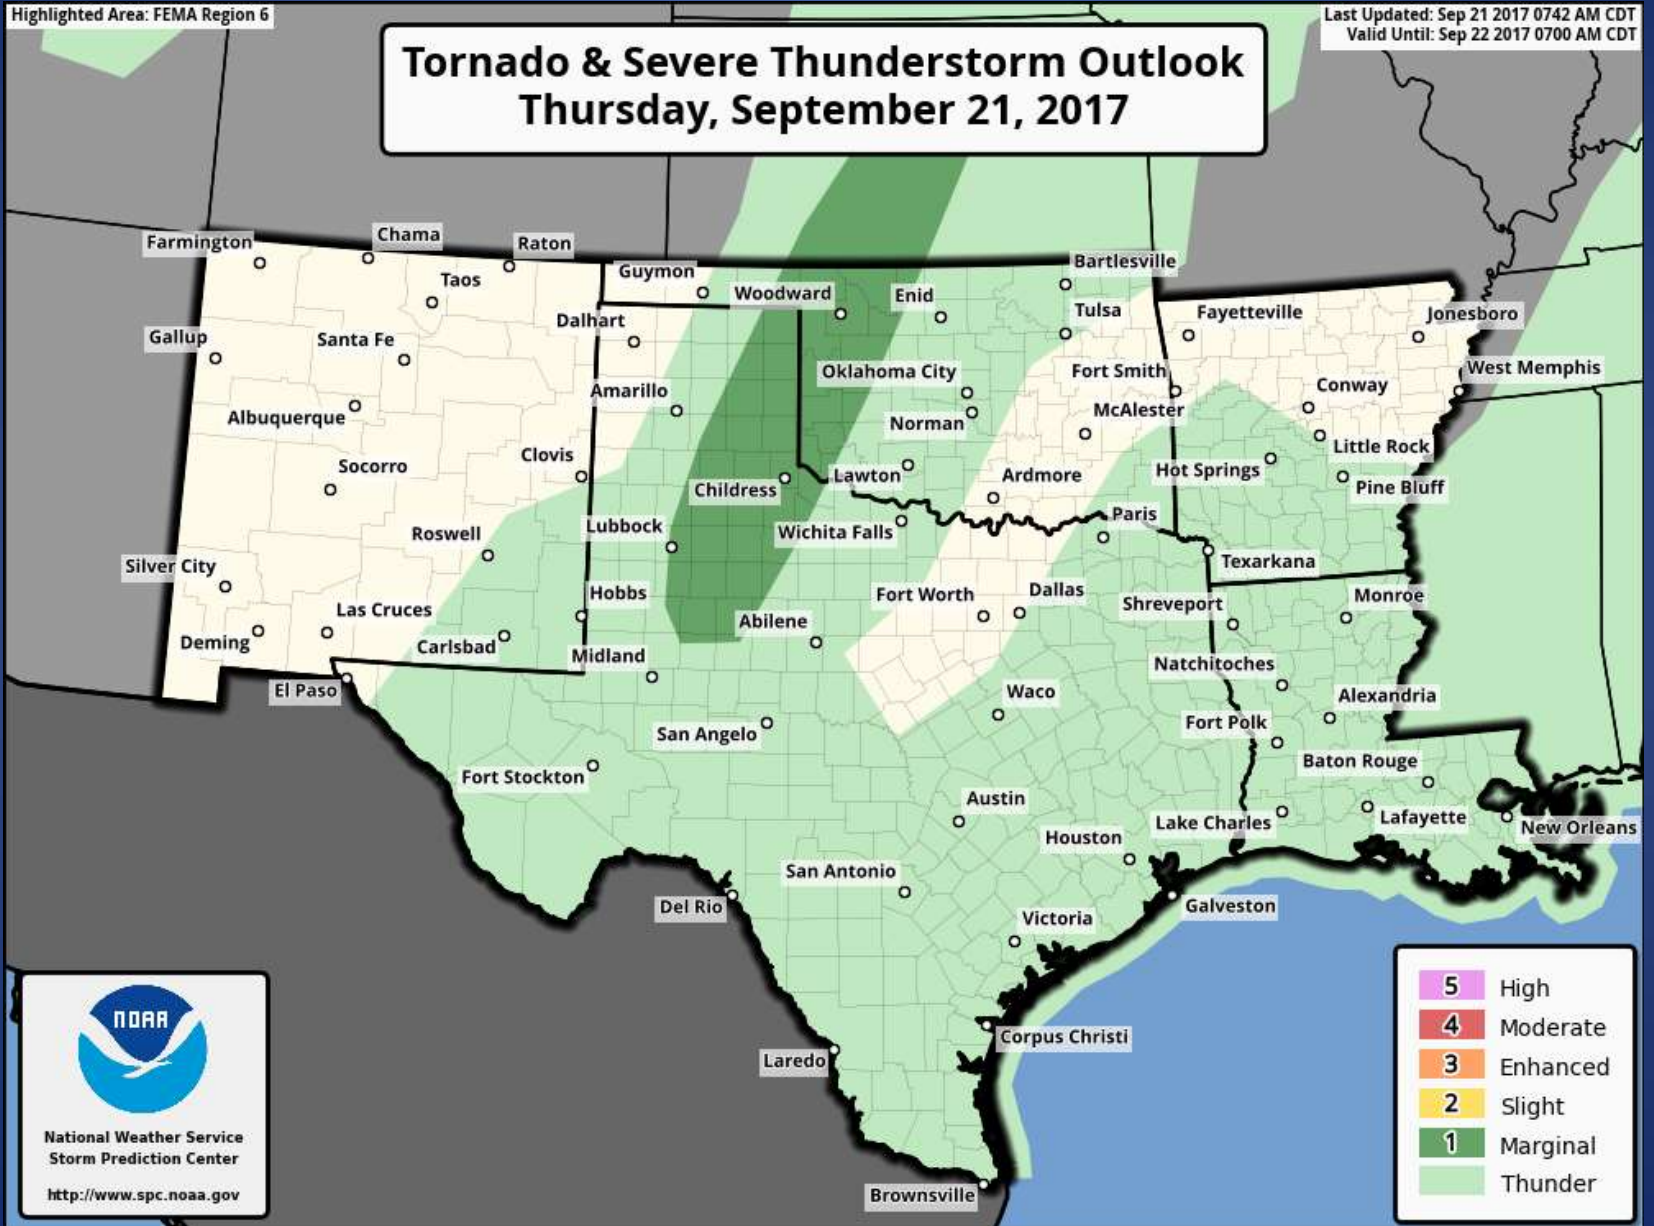 Highlighted Area: FEMA Region 6
Last Updated: Sep 21 2017 0742 AM CDT
Valid Until: Sep 22 2017 0700 AM CDT
Tornado & Severe Thunderstorm Outlook
Thursday, September 21, 2017
Farmington
Chama
Raton
Taos
Guymon
Woodward
Enid
Bartlesville
Tulsa
Fayetteville
Jonesboro
Gallup
Santa Fe
Dalhart
Oklahoma City
Fort Smith
West Memphis
Conway
Albuquerque
Amarillo
Norman
McAlester
Little Rock
Socorro
Clovis
Childress
Lawton
Ardmore
Hot Springs
Pine Bluff
Roswell
Lubbock
Wichita Falls
Paris
Texarkana
Silver City
Las Cruces
Hobbs
Fort Worth
Dallas
Shreveport
Monroe
Deming
Carlsbad
Midland
Abilene
Natchitoches
El Paso
San Angelo
Waco
Fort Polk
Alexandria
Fort Stockton
Baton Rouge
Austin
Houston
Lake Charles
Lafayette
New Orleans
San Antonio
Del Rio
Victoria
Galveston
Corpus Christi
Laredo
Brownsville
NOAA
National Weather Service
Storm Prediction Center
http://www.spc.noaa.gov
5 High
4 Moderate
3 Enhanced
2 Slight
1 Marginal
Thunder